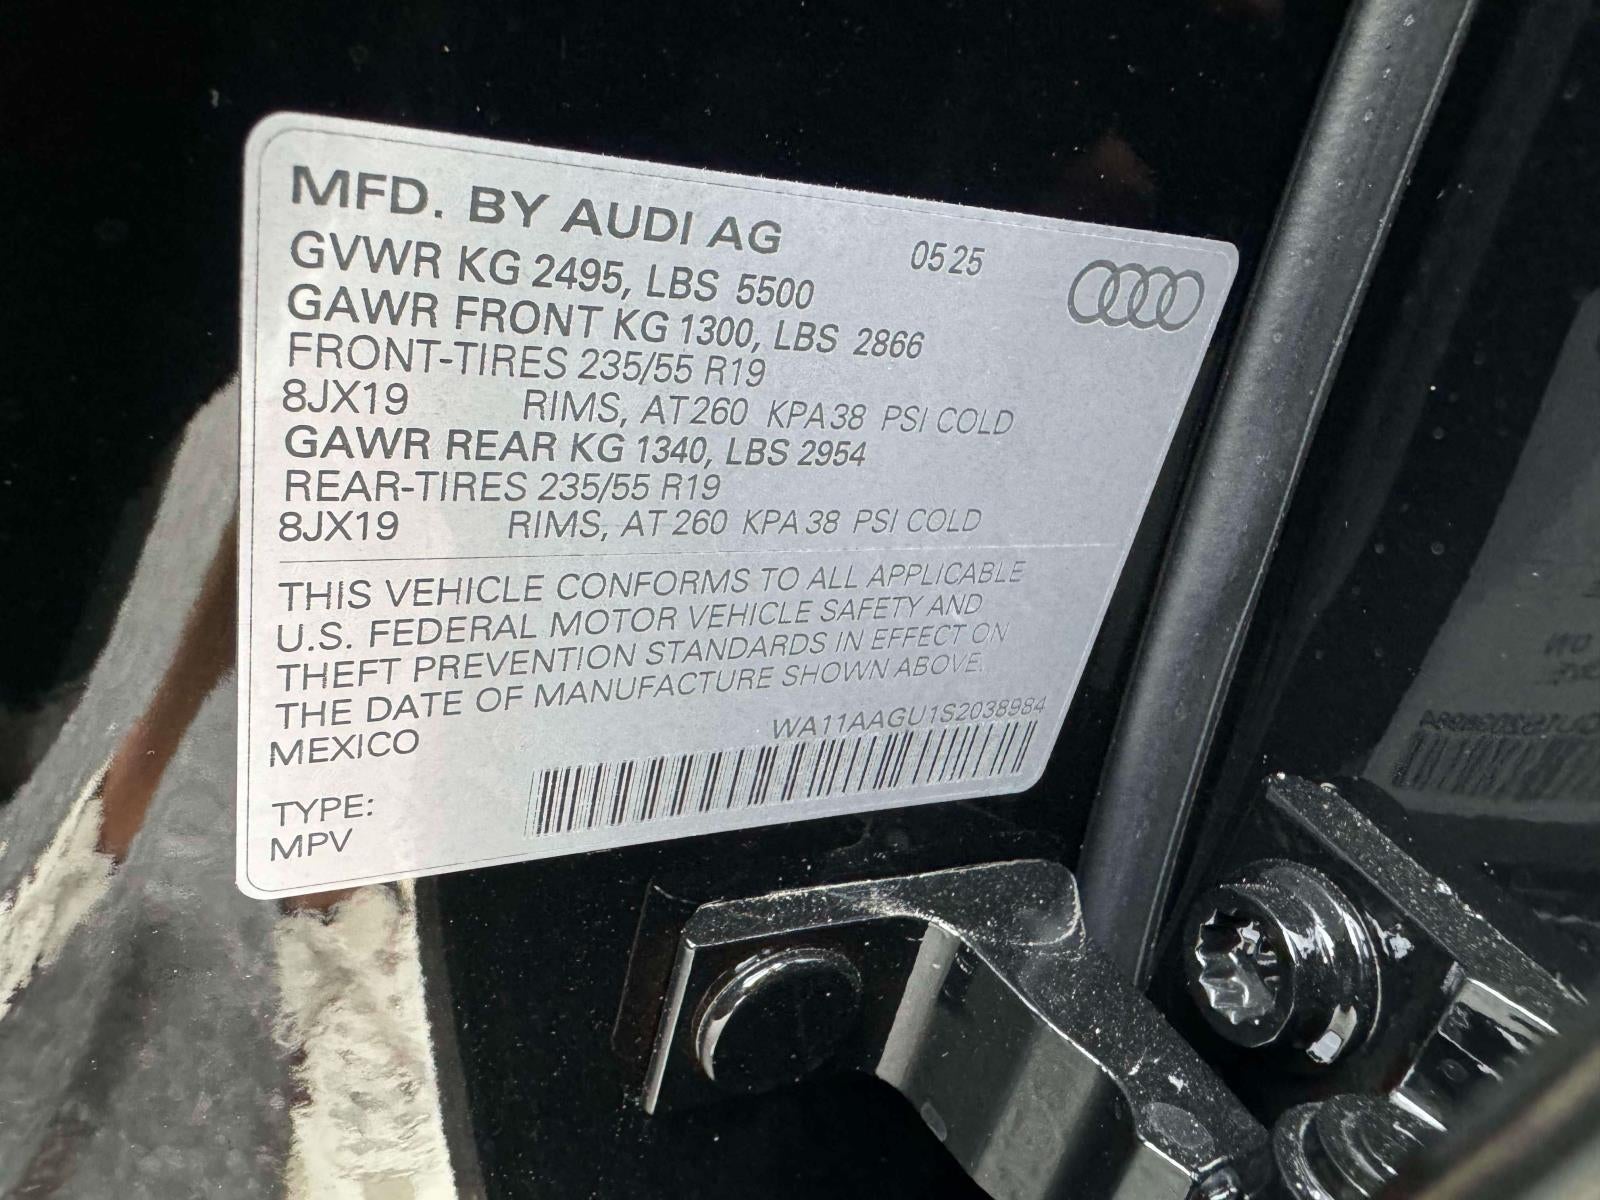 MFD. BY AUDI AG 05 25
GVWR KG 2495, LBS 5500
GAWR FRONT KG 1300, LBS 2866
FRONT-TIRES 235/55 R19
8JX19 RIMS, AT 260 KPA 38 PSI COLD
GAWR REAR KG 1340, LBS 2954
REAR-TIRES 235/55 R19
8JX19 RIMS, AT 260 KPA 38 PSI COLD
THIS VEHICLE CONFORMS TO ALL APPLICABLE
U.S. FEDERAL MOTOR VEHICLE SAFETY AND
THEFT PREVENTION STANDARDS IN EFFECT ON
THE DATE OF MANUFACTURE SHOWN ABOVE.
MEXICO WA11AAGU1S2038984
TYPE:
MPV